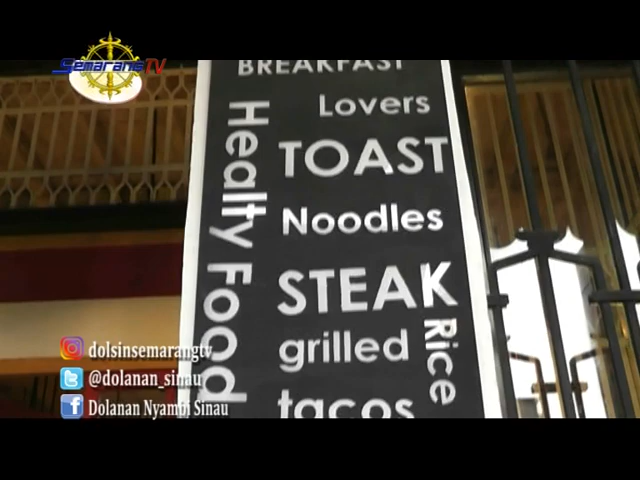 SemarangTV
BREAKFAST
Lovers
TOAST
Noodles
STEAK
grilled
tacos
Healty Food
Rice
dolsinsemarangtv
@dolanan_sinau
Dolanan Nyambi Sinau